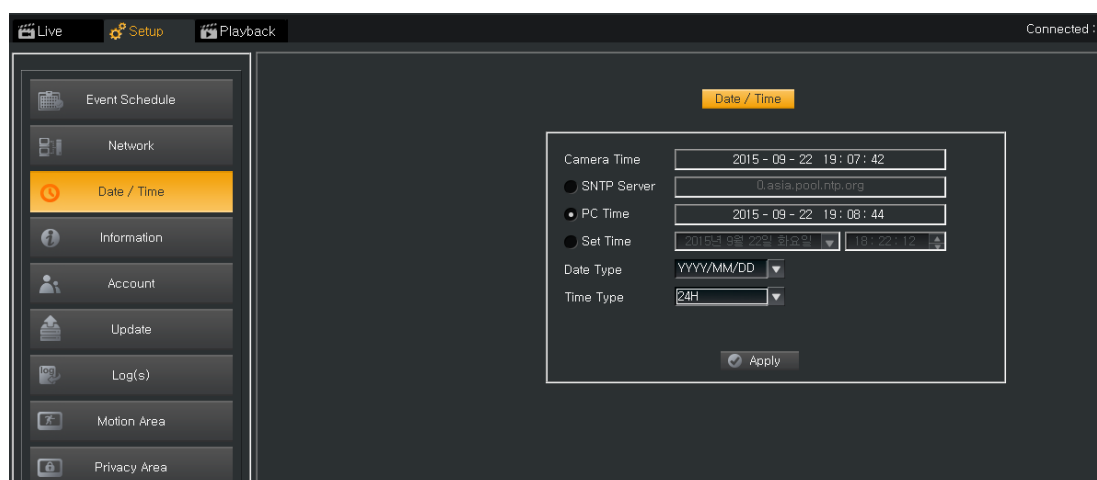 Live Setup Playback Connected :
Event Schedule
Network
Date / Time
Information
Account
Update
Log(s)
Motion Area
Privacy Area
Date / Time
Camera Time 2015 - 09 - 22 19 : 07 : 42
SNTP Server 0.asia.pool.ntp.org
PC Time 2015 - 09 - 22 19 : 08 : 44
Set Time 2015년 9월 22일 화요일 18 : 22 : 12
Date Type YYYY/MM/DD
Time Type 24H
Apply